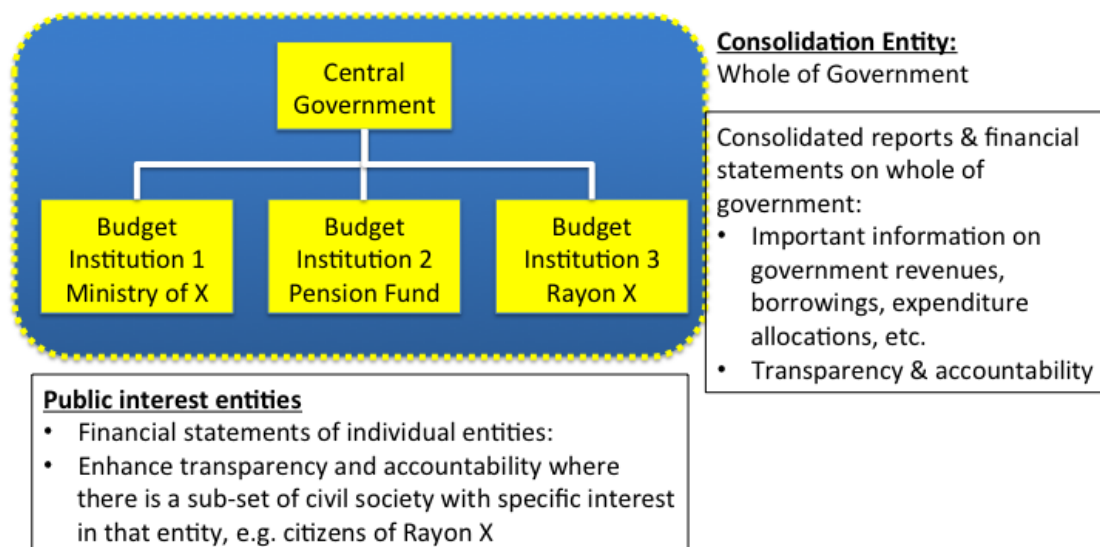 Central
Government
Budget
Institution 1
Ministry of X
Budget
Institution 2
Pension Fund
Budget
Institution 3
Rayon X
Consolidation Entity:
Whole of Government
Consolidated reports & financial
statements on whole of
government:
• Important information on
government revenues,
borrowings, expenditure
allocations, etc.
• Transparency & accountability
Public interest entities
• Financial statements of individual entities:
• Enhance transparency and accountability where
there is a sub-set of civil society with specific interest
in that entity, e.g. citizens of Rayon X